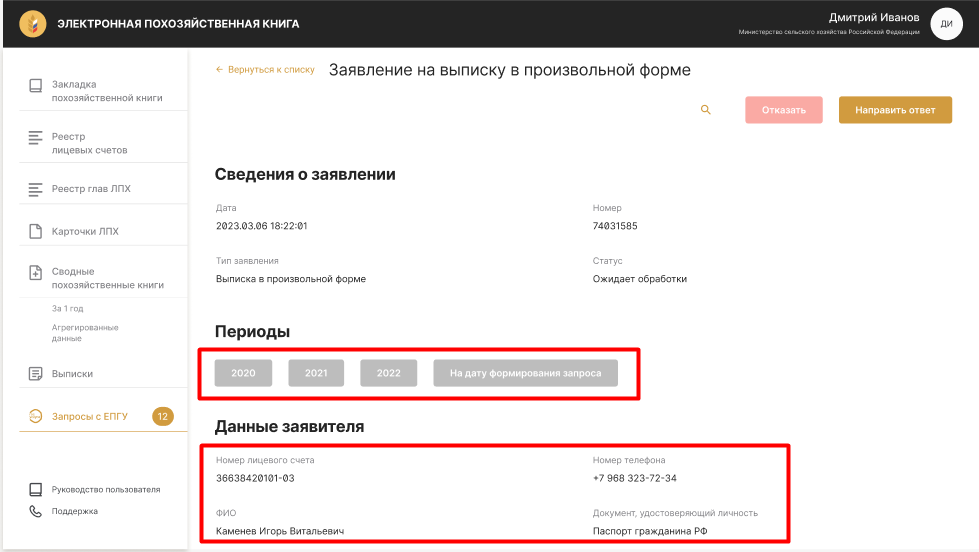 ЭЛЕКТРОННАЯ ПОХОЗЯЙСТВЕННАЯ КНИГА
Дмитрий Иванов
Министерство сельского хозяйства Российской Федерации
ДИ
Закладка
похозяйственной книги
Реестр
лицевых счетов
Реестр глав ЛПХ
Карточки ЛПХ
Сводные
похозяйственные книги
За 1 год
Агрегированные
данные
Выписки
Запросы с ЕПГУ 12
Руководство пользователя
Поддержка
← Вернуться к списку Заявление на выписку в произвольной форме
Отказать Направить ответ
Сведения о заявлении
Дата Номер
2023.03.06 18:22:01 74031585
Тип заявления Статус
Выписка в произвольной форме Ожидает обработки
Периоды
2020 2021 2022 На дату формирования запроса
Данные заявителя
Номер лицевого счета Номер телефона
36638420101-03 +7 968 323-72-34
ФИО Документ, удостоверяющий личность
Каменев Игорь Витальевич Паспорт гражданина РФ